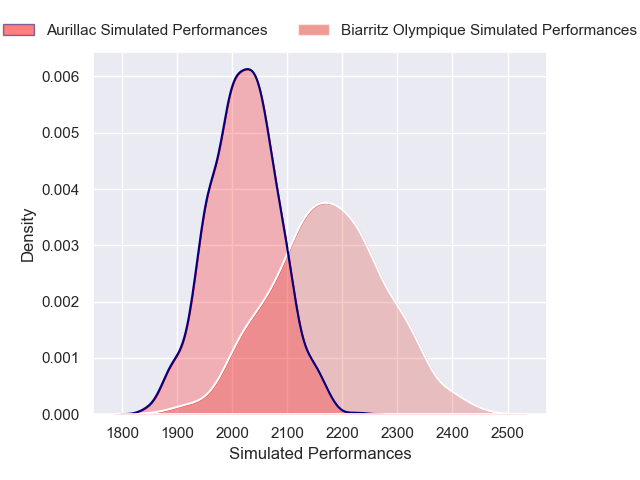 Aurillac Simulated Performances Biarritz Olympique Simulated Performances
0.006
0.005
0.004
0.003
0.002
0.001
0.000
Density
1800 1900 2000 2100 2200 2300 2400 2500
Simulated Performances